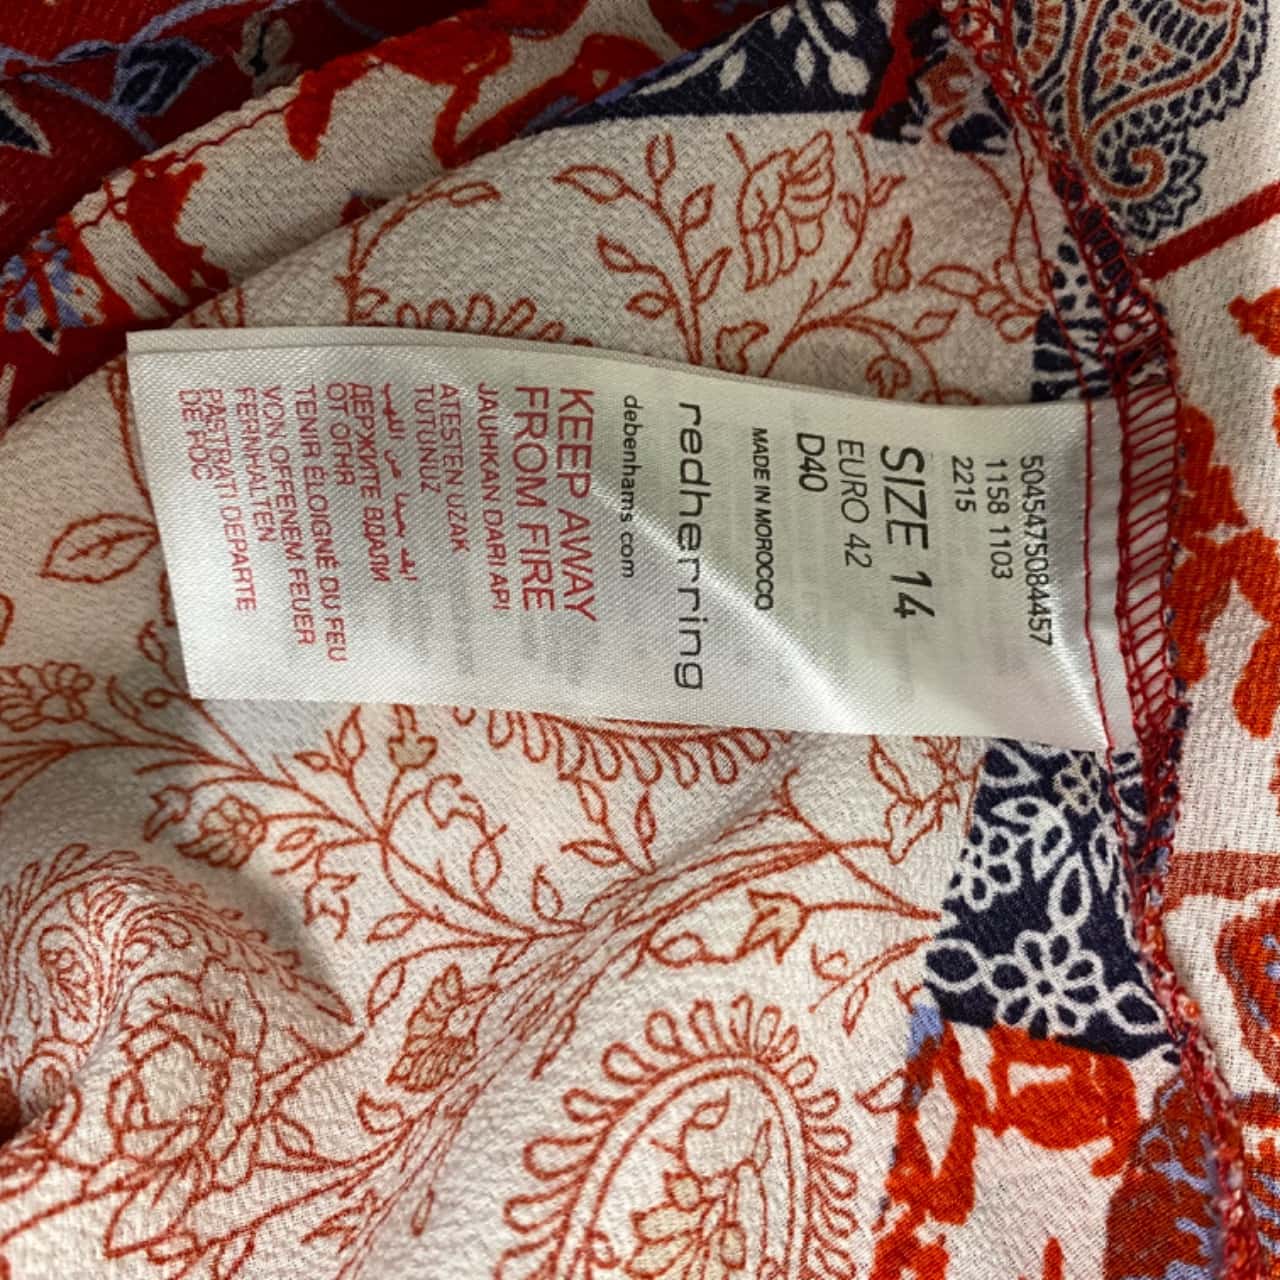 5045475084457
1158 1103
2215
SIZE 14
EURO 42
D40
MADE IN MOROCCO
redherring
debenhams.com
KEEP AWAY
FROM FIRE
JAUHKAN DARI API
ATEŞTEN UZAK
TUTUNUZ
ДЕРЖИТЕ ВДАЛИ
ОТ ОГНЯ
TENIR ÉLOIGNÉ DU FEU
VON OFFENEM FEUER
FERNHALTEN
PĂSTRAŢI DEPARTE
DE FOC